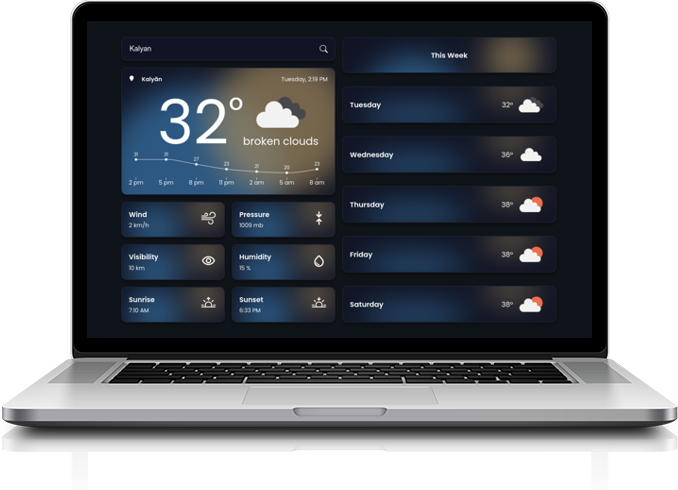 Kalyan
Kalyān
Tuesday, 2:19 PM
32°
broken clouds
31
31
27
23
21
20
23
2 pm
5 pm
8 pm
11 pm
2 am
5 am
8 am
Wind
2 km/h
Pressure
1009 mb
Visibility
10 km
Humidity
15 %
Sunrise
7:10 AM
Sunset
6:33 PM
This Week
Tuesday 32°
Wednesday 36°
Thursday 38°
Friday 38°
Saturday 38°